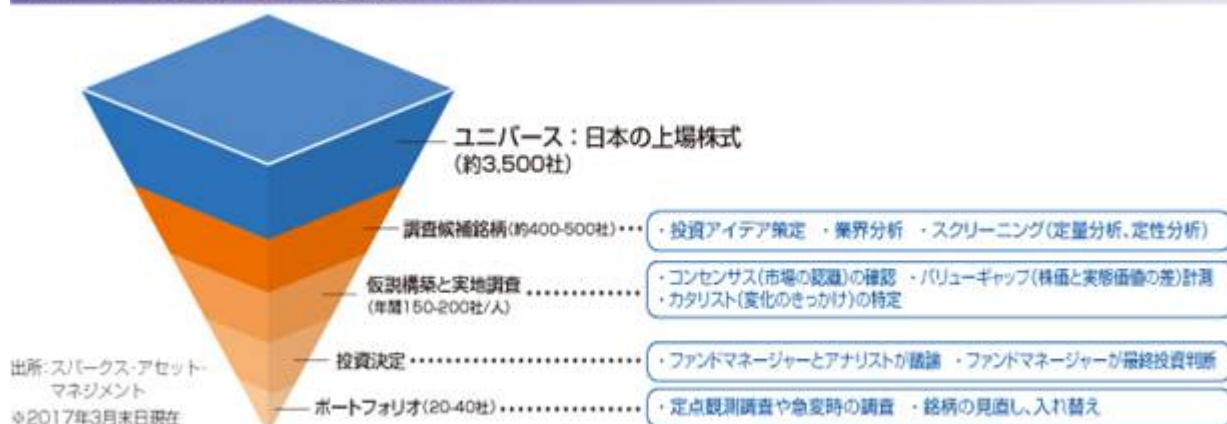 ユニバース：日本の上場株式
(約3,500社)
調査候補銘柄(約400-500社)・・・
・投資アイデア策定 ・業界分析 ・スクリーニング(定量分析、定性分析)
仮説構築と実地調査
(年間150-200社/人)
・コンセンサス(市場の認識)の確認 ・バリューギャップ(株価と実態価値の差)計測
・カタリスト(変化のきっかけ)の特定
投資決定
・ファンドマネージャーとアナリストが議論 ・ファンドマネージャーが最終投資判断
ポートフォリオ(20-40社)
・定点観測調査や急変時の調査 ・銘柄の見直し、入れ替え
出所:スパークス・アセット・
マネジメント
※2017年3月末日現在